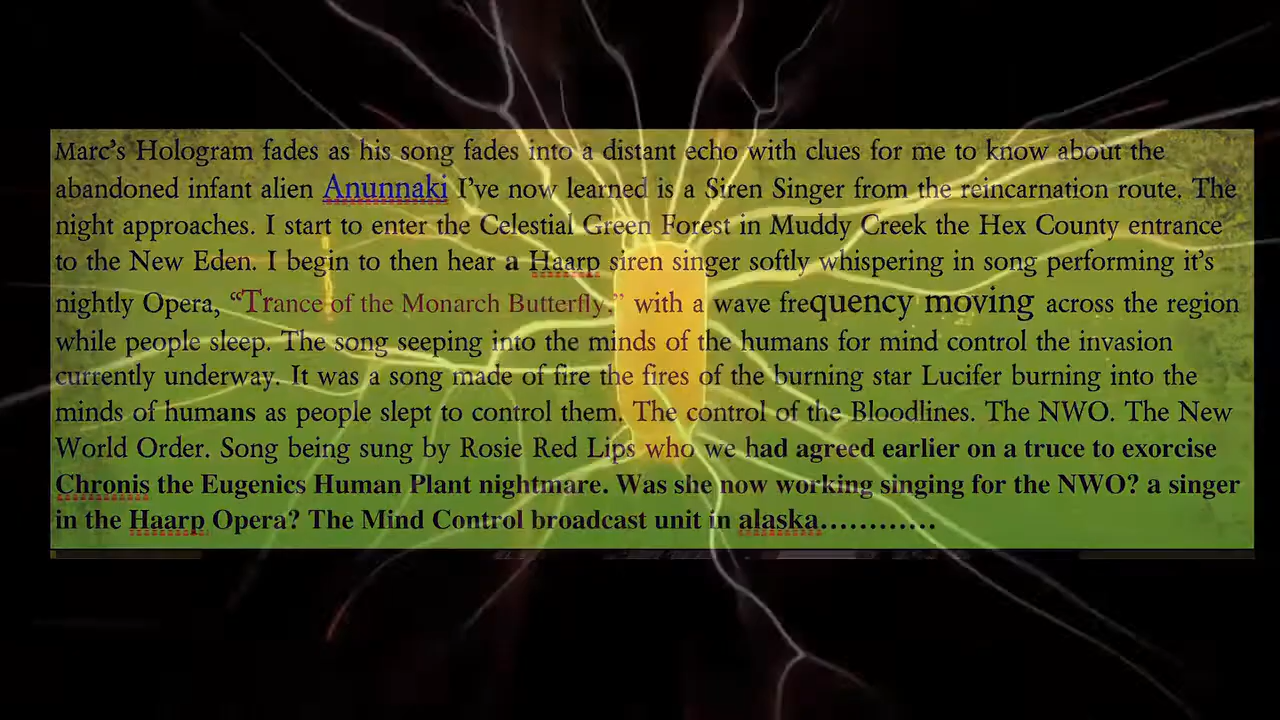 Marc's Hologram fades as his song fades into a distant echo with clues for me to know about the
abandoned infant alien Anunnaki I've now learned is a Siren Singer from the reincarnation route. The
night approaches. I start to enter the Celestial Green Forest in Muddy Creek the Hex County entrance
to the New Eden. I begin to then hear a Haarp siren singer softly whispering in song performing it's
nightly Opera, “Trance of the Monarch Butterfly.” with a wave frequency moving across the region
while people sleep. The song seeping into the minds of the humans for mind control the invasion
currently underway. It was a song made of fire the fires of the burning star Lucifer burning into the
minds of humans as people slept to control them. The control of the Bloodlines. The NWO. The New
World Order. Song being sung by Rosie Red Lips who we had agreed earlier on a truce to exorcise
Chronis the Eugenics Human Plant nightmare. Was she now working singing for the NWO? a singer
in the Haarp Opera? The Mind Control broadcast unit in alaska…………